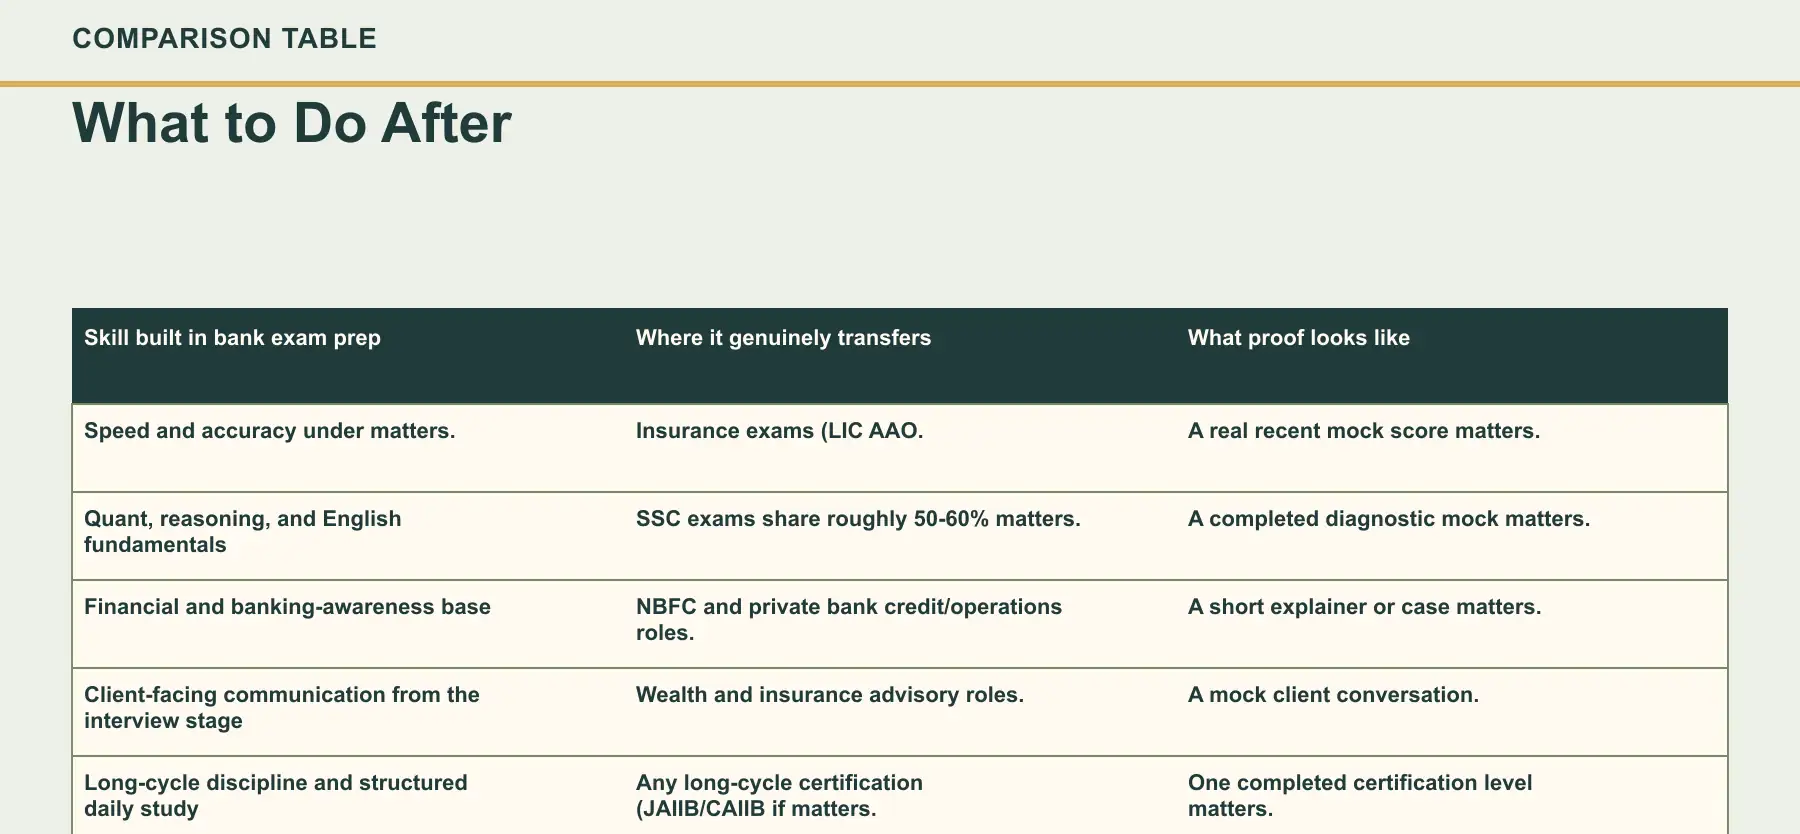 COMPARISON TABLE
What to Do After
Skill built in bank exam prep
Where it genuinely transfers
What proof looks like
Speed and accuracy under matters.
Insurance exams (LIC AAO.
A real recent mock score matters.
Quant, reasoning, and English
fundamentals
SSC exams share roughly 50-60% matters.
A completed diagnostic mock matters.
Financial and banking-awareness base
NBFC and private bank credit/operations
roles.
A short explainer or case matters.
Client-facing communication from the
interview stage
Wealth and insurance advisory roles.
A mock client conversation.
Long-cycle discipline and structured
daily study
Any long-cycle certification
(JAIIB/CAIIB if matters.
One completed certification level
matters.